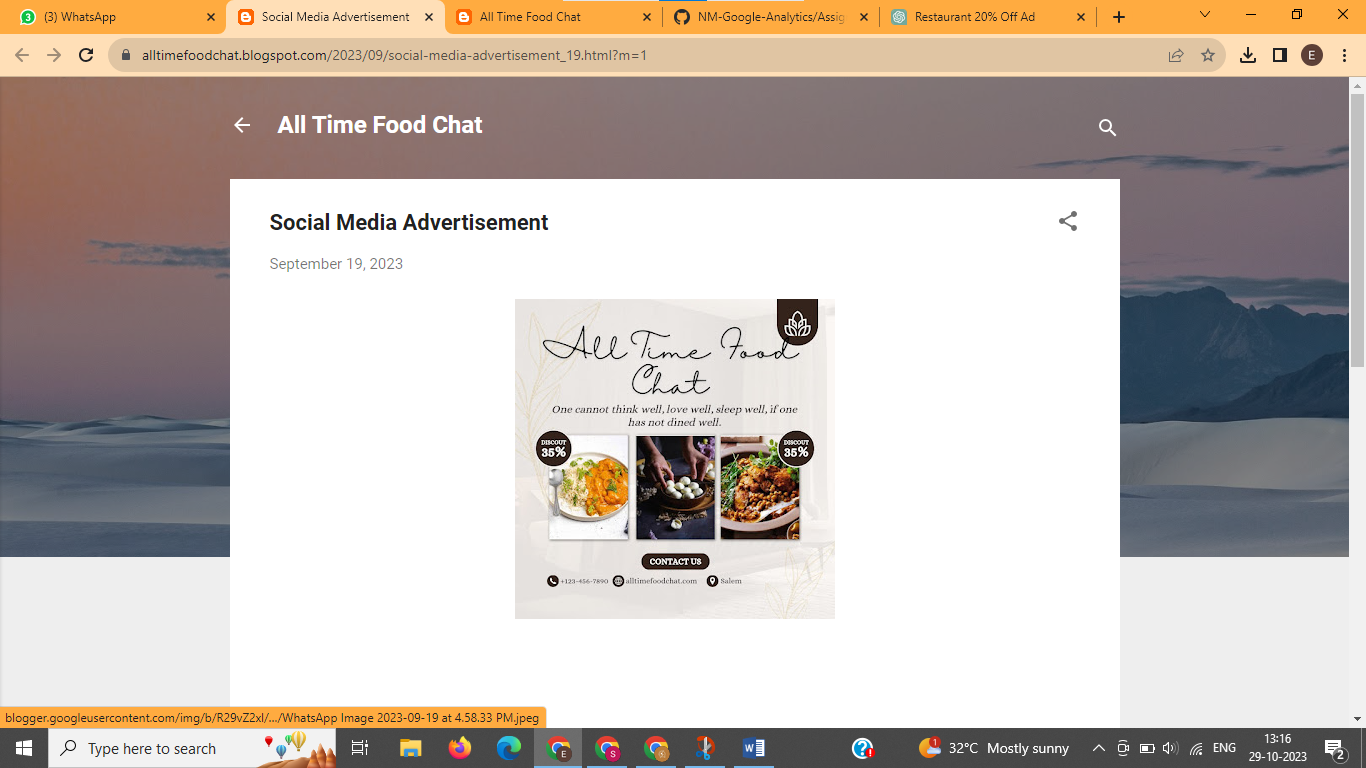 (3) WhatsApp
Social Media Advertisement
All Time Food Chat
NM-Google-Analytics/Assig
Restaurant 20% Off Ad
alltimefoodchat.blogspot.com/2023/09/social-media-advertisement_19.html?m=1
E
All Time Food Chat
Social Media Advertisement
September 19, 2023
All Time Food
Chat
One cannot think well, love well, sleep well, if one
has not dined well.
DISCOUT
35%
DISCOUT
35%
CONTACT US
+123-456-7890 alltimefoodchat.com Salem
blogger.googleusercontent.com/img/b/R29vZ2xl/.../WhatsApp Image 2023-09-19 at 4.58.33 PM.jpeg
Type here to search
32°C Mostly sunny
ENG
13:16
29-10-2023
2